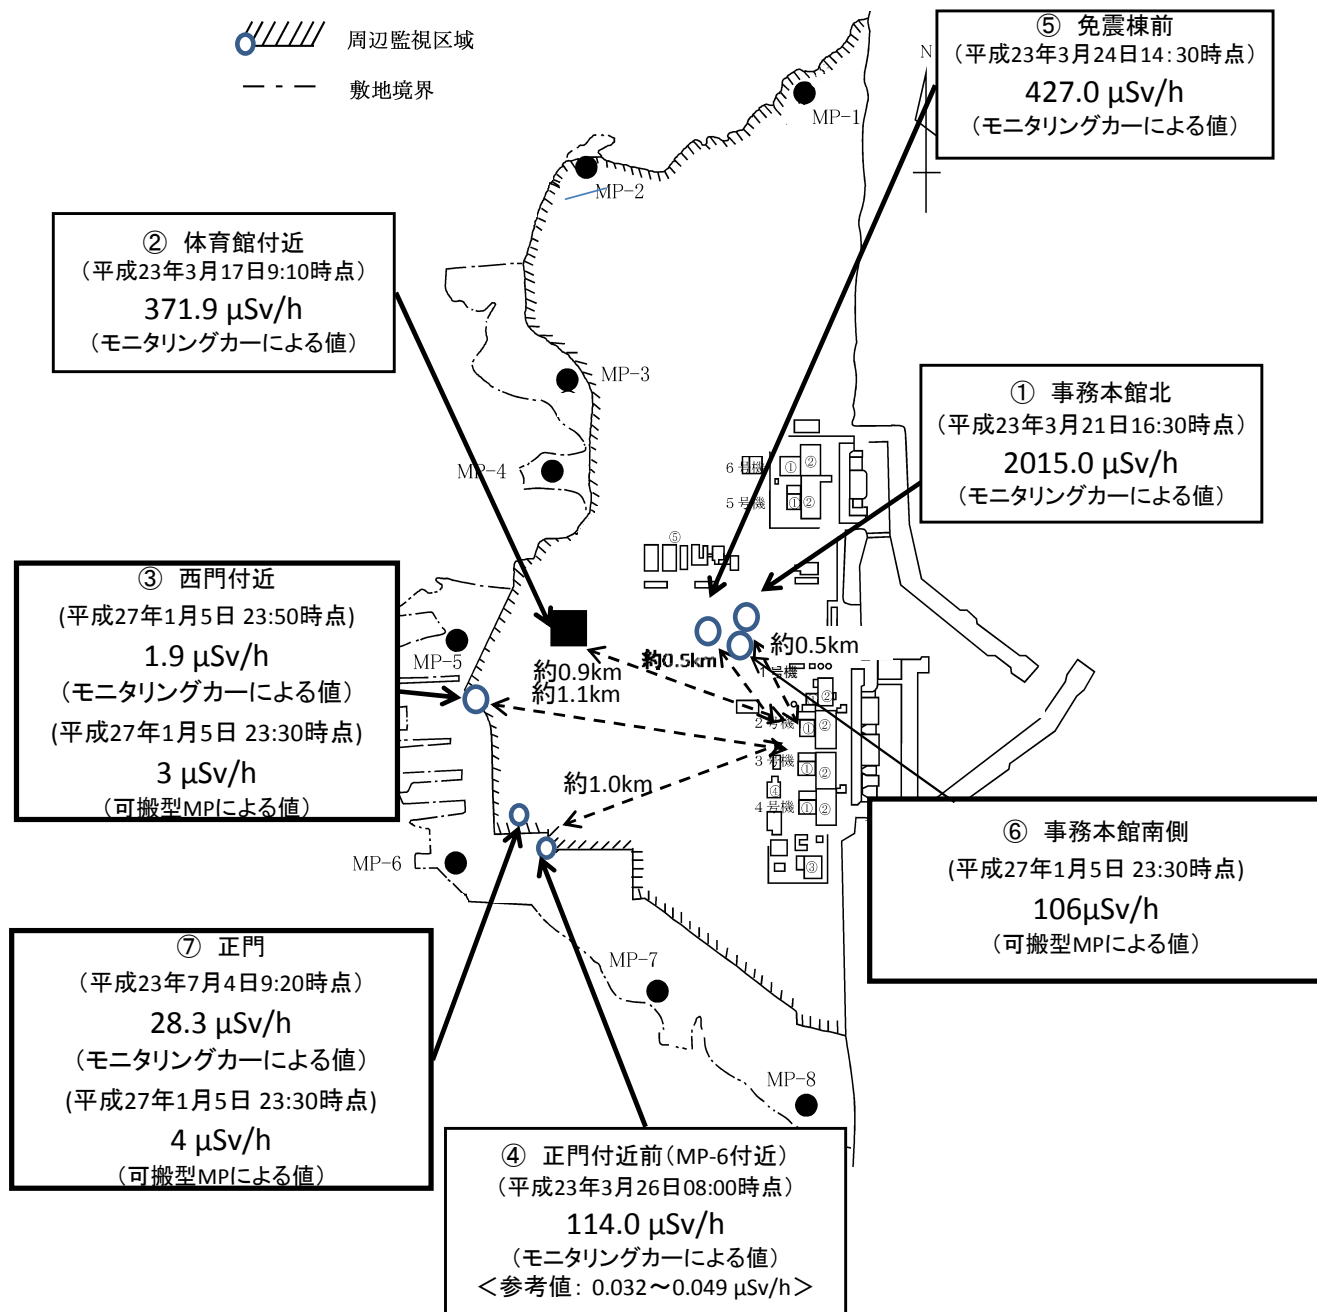 周辺監視区域
敷地境界
⑤ 免震棟前
（平成23年3月24日14：30時点）
427.0 μSv/h
（モニタリングカーによる値）
N
MP-1
MP-2
② 体育館付近
（平成23年3月17日9:10時点）
371.9 μSv/h
（モニタリングカーによる値）
MP-3
MP-4
① 事務本館北
（平成23年3月21日16:30時点）
2015.0 μSv/h
（モニタリングカーによる値）
6号機
①
②
5号機
①
②
⑤
③ 西門付近
(平成27年1月5日 23:50時点)
1.9 μSv/h
（モニタリングカーによる値）
(平成27年1月5日 23:30時点)
3 μSv/h
（可搬型MPによる値）
MP-5
約0.9km
約1.1km
約0.5km
約0.5km
1号機
②
2号機
①
②
3号機
①
②
④
4号機
①
②
③
約1.0km
MP-6
⑥ 事務本館南側
(平成27年1月5日 23:30時点)
106μSv/h
（可搬型MPによる値）
⑦ 正門
（平成23年7月4日9:20時点）
28.3 μSv/h
（モニタリングカーによる値）
(平成27年1月5日 23:30時点)
4 μSv/h
（可搬型MPによる値）
MP-7
MP-8
④ 正門付近前（MP-6付近）
（平成23年3月26日08:00時点）
114.0 μSv/h
（モニタリングカーによる値）
＜参考値： 0.032～0.049 μSv/h＞